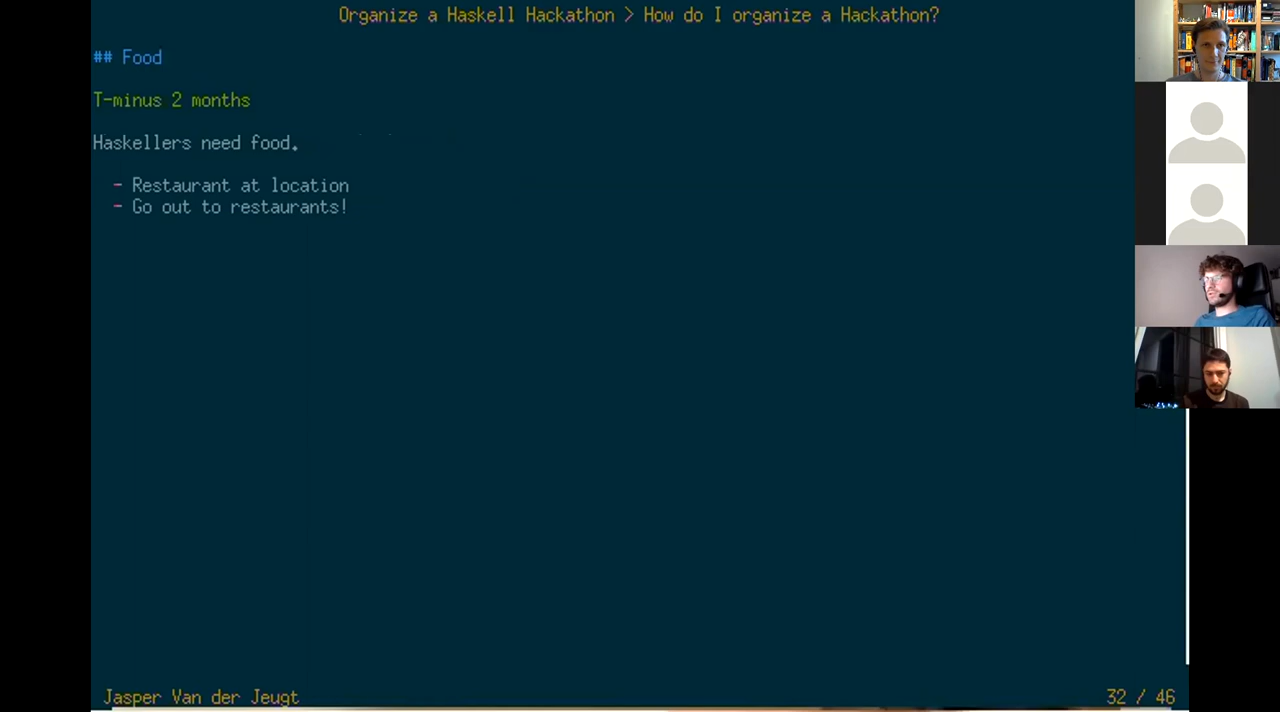 Organize a Haskell Hackathon > How do I organize a Hackathon?
## Food
T-minus 2 months
Haskellers need food.
- Restaurant at location
- Go out to restaurants!
Jasper Van der Jeugt
32 / 46